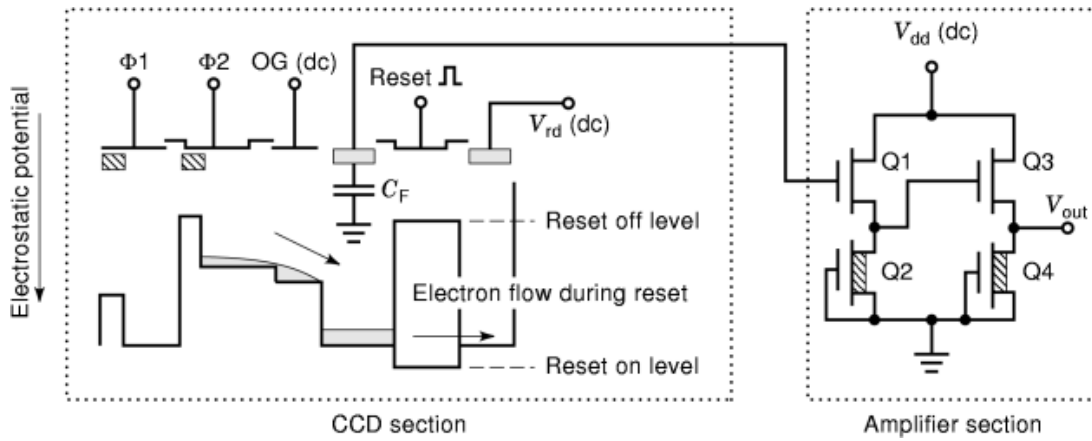 Φ1
Φ2
OG (dc)
Reset
V_rd (dc)
C_F
Electrostatic potential
Reset off level
Electron flow during reset
Reset on level
CCD section
V_dd (dc)
Q1
Q3
V_out
Q2
Q4
Amplifier section